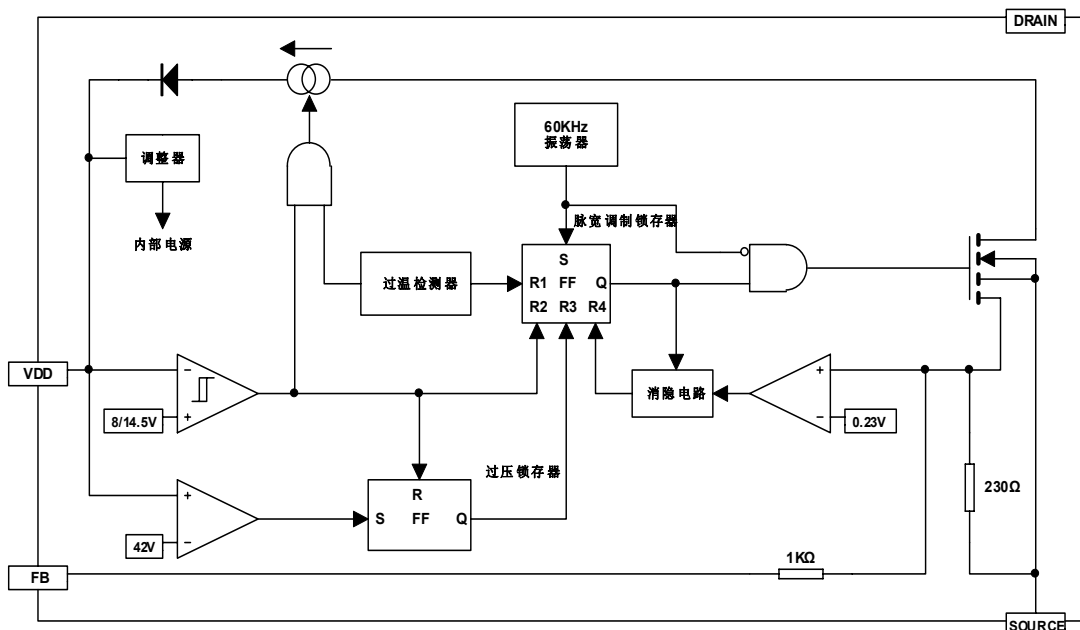 DRAIN
60KHz
振荡器
调整器
内部电源
脉宽调制锁存器
S
R1 FF Q
R2 R3 R4
过温检测器
VDD
8/14.5V
消隐电路
0.23V
过压锁存器
R
S FF Q
42V
230Ω
1KΩ
FB
SOURCE